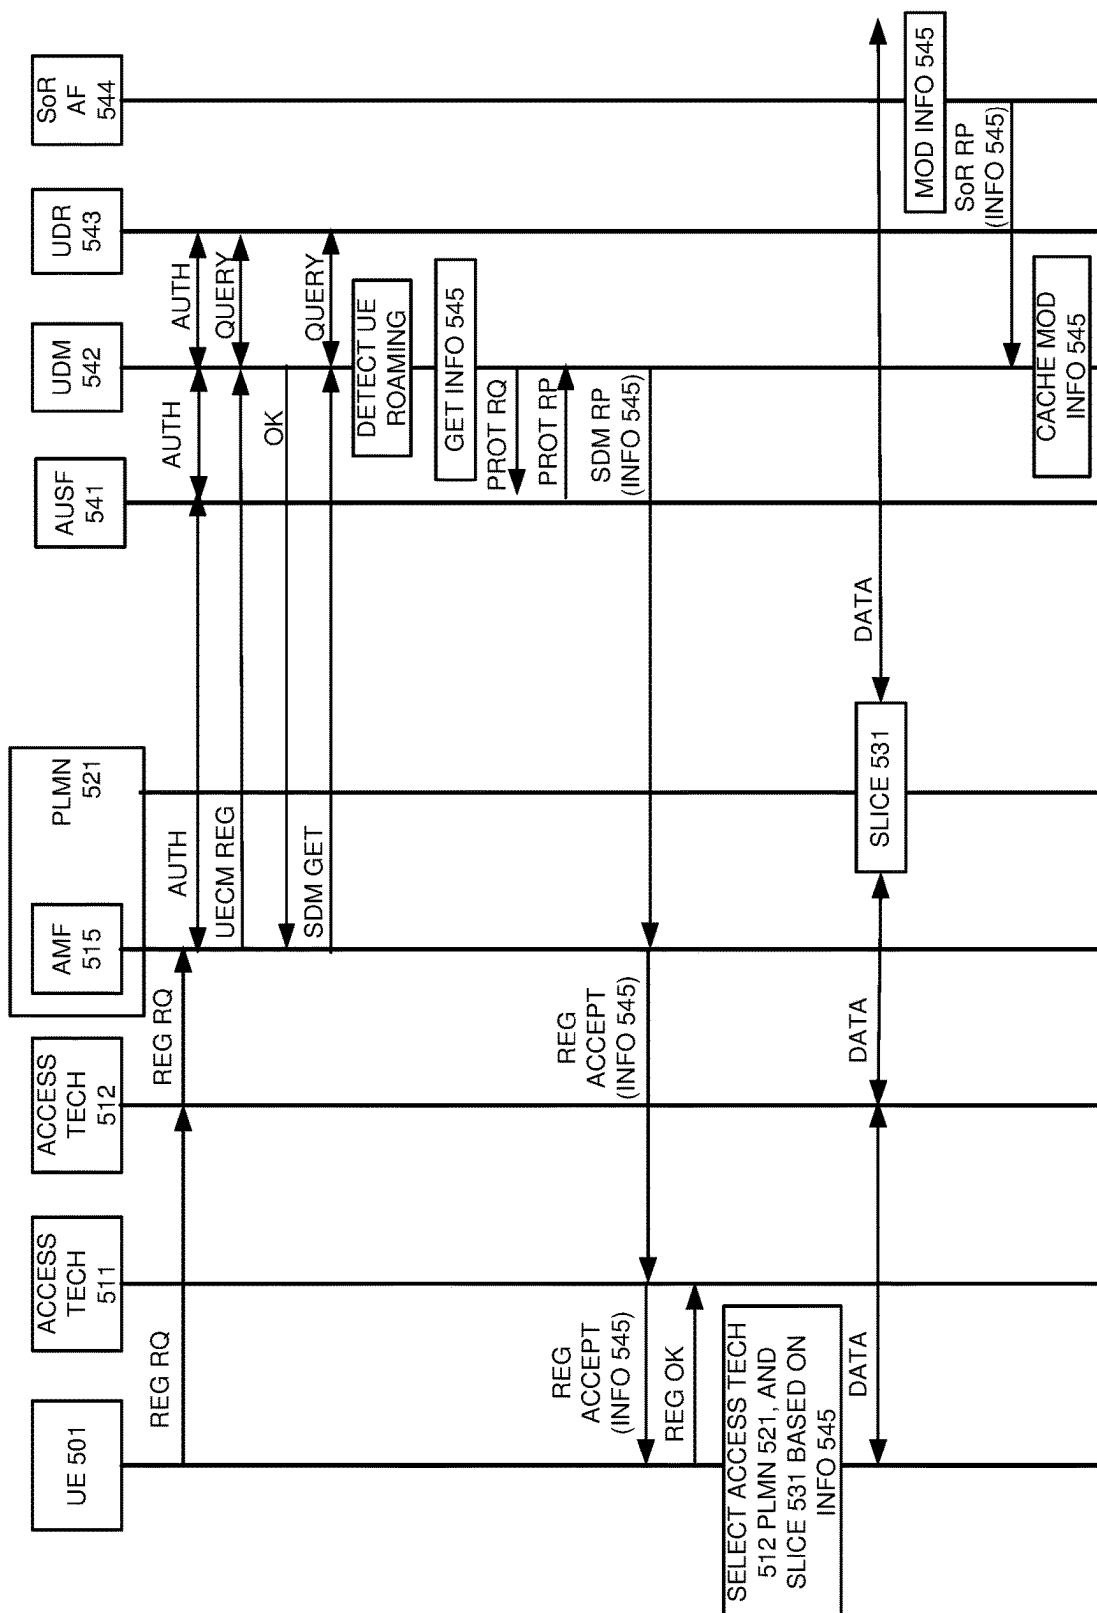 UE 501
ACCESS
TECH
511
ACCESS
TECH
512
AMF
515
PLMN
521
AUSF
541
UDM
542
UDR
543
SoR
AF
544
REG RQ
REG RQ
AUTH
AUTH
AUTH
UECM REG
QUERY
OK
SDM GET
QUERY
DETECT UE
ROAMING
GET INFO 545
PROT RQ
PROT RP
SDM RP
(INFO 545)
REG
ACCEPT
(INFO 545)
REG
ACCEPT
(INFO 545)
REG OK
SELECT ACCESS TECH
512 PLMN 521, AND
SLICE 531 BASED ON
INFO 545
DATA
DATA
SLICE 531
DATA
MOD INFO 545
SoR RP
(INFO 545)
CACHE MOD
INFO 545